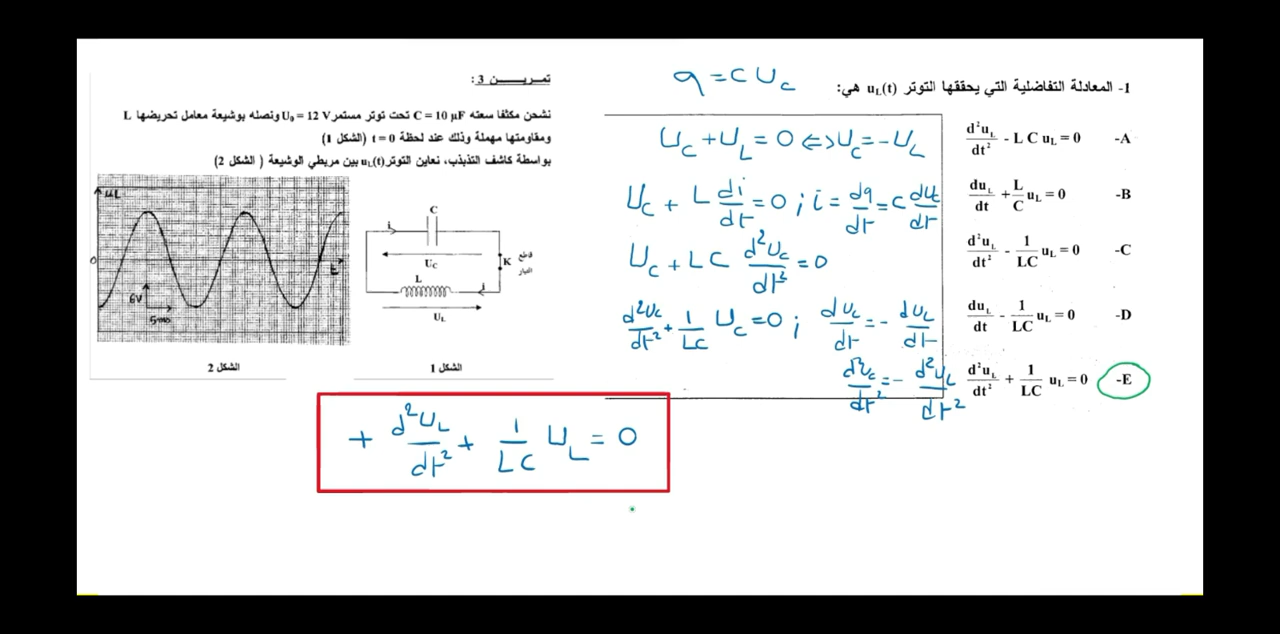 تمـريــــــن 3 :
نشحن مكثفا سعته C = 10 µF تحت توتر مستمر U₀ = 12 V ونصله بوشيعة معامل تحريضها L
ومقاومتها مهملة وذلك عند لحظة t = 0 (الشكل 1)
بواسطة كاشف التذبذب، نعاين التوتر uL(t) بين مربطي الوشيعة ( الشكل 2)
uL
0
6V
5ms
t
الشكل 2
C
i
UC
K
قاطع
التيار
L
i
UL
الشكل 1
1- المعادلة التفاضلية التي يحققها التوتر uL(t) هي:
A- d²uL/dt² - L C uL = 0
B- duL/dt + L/C uL = 0
C- d²uL/dt² - 1/LC uL = 0
D- duL/dt - 1/LC uL = 0
E- d²uL/dt² + 1/LC uL = 0
q = C Uc
Uc + UL = 0 ⇔ Uc = - UL
Uc + L di/dt = 0 ; i = dq/dt = C dUc/dt
Uc + LC d²Uc/dt² = 0
d²Uc/dt² + 1/LC Uc = 0 ; dUc/dt = - dUL/dt
d²Uc/dt² = - d²UL/dt²
+ d²UL/dt² + 1/LC UL = 0